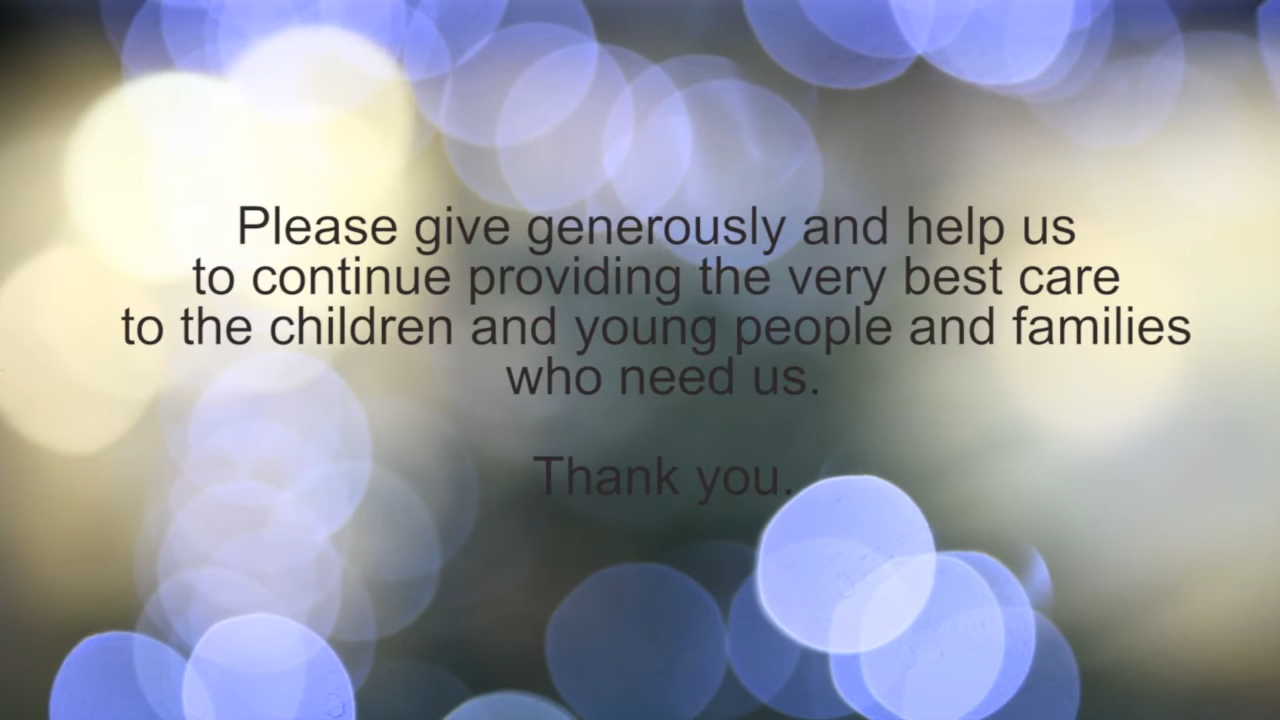 Please give generously and help us
to continue providing the very best care
to the children and young people and families
who need us.
Thank you.